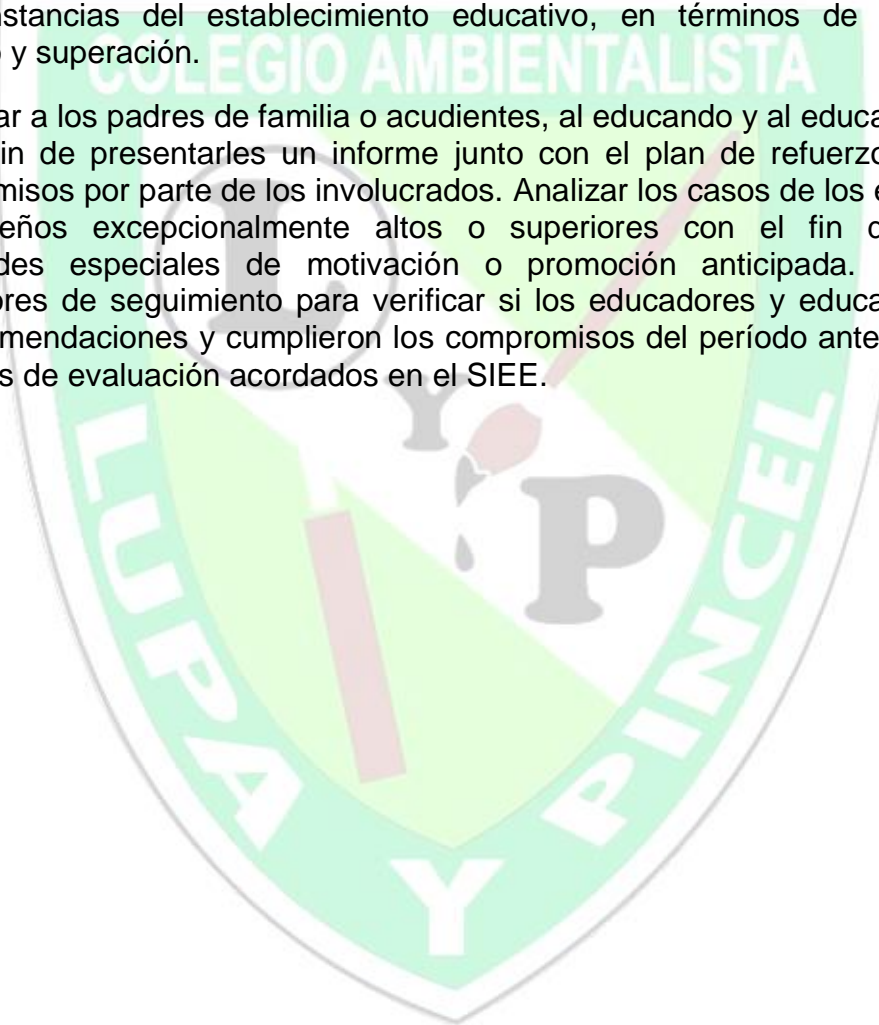 nstancias del establecimiento educativo, en términos de
o y superación.
COLEGIO AMBIENTALISTA
ar a los padres de familia o acudientes, al educando y al educa
fin de presentarles un informe junto con el plan de refuerzo
misos por parte de los involucrados. Analizar los casos de los e
eños excepcionalmente altos o superiores con el fin d
des especiales de motivación o promoción anticipada.
ores de seguimiento para verificar si los educadores y educa
mendaciones y cumplieron los compromisos del período ante
s de evaluación acordados en el SIEE.
L
Y
P
LUPA Y PINCEL